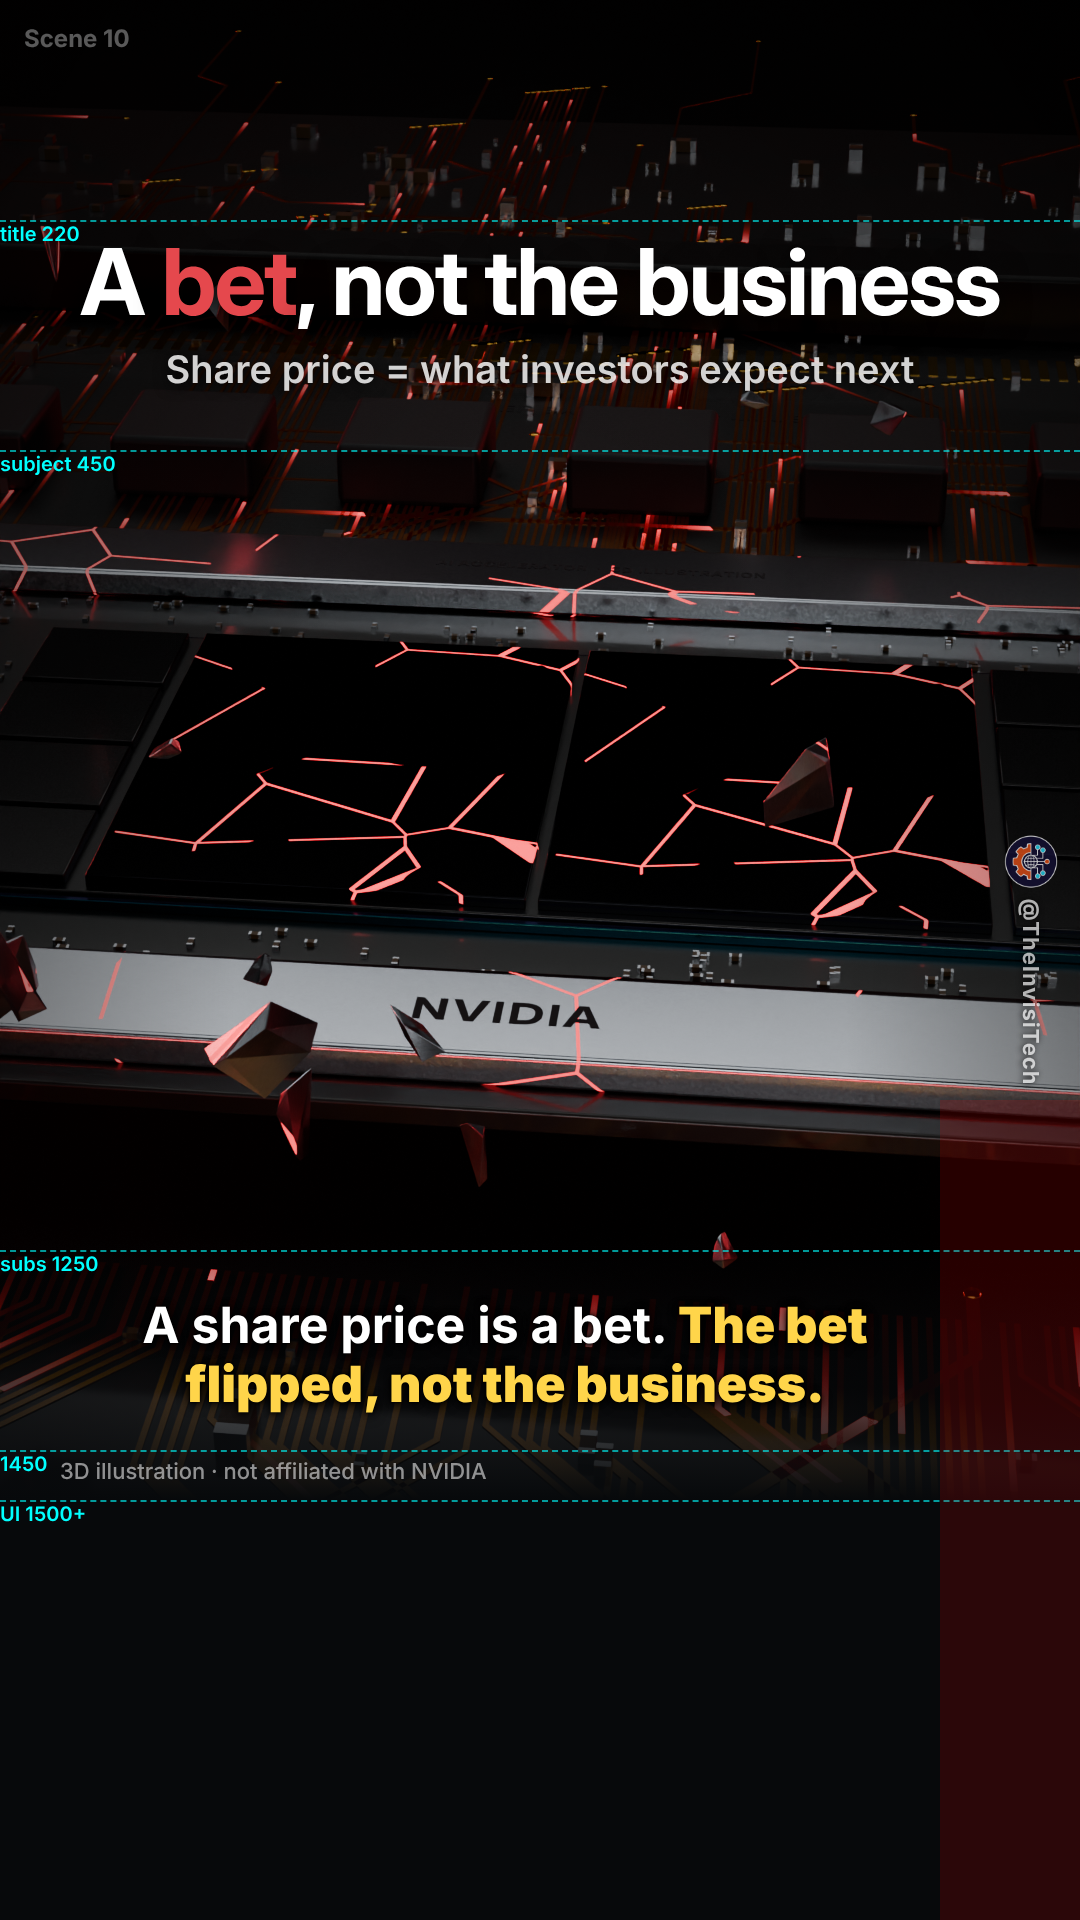 Scene 10
title 220
A bet, not the business
Share price = what investors expect next
subject 450
NVIDIA
@TheInvisiTech
subs 1250
A share price is a bet. The bet
flipped, not the business.
1450
3D illustration · not affiliated with NVIDIA
UI 1500+